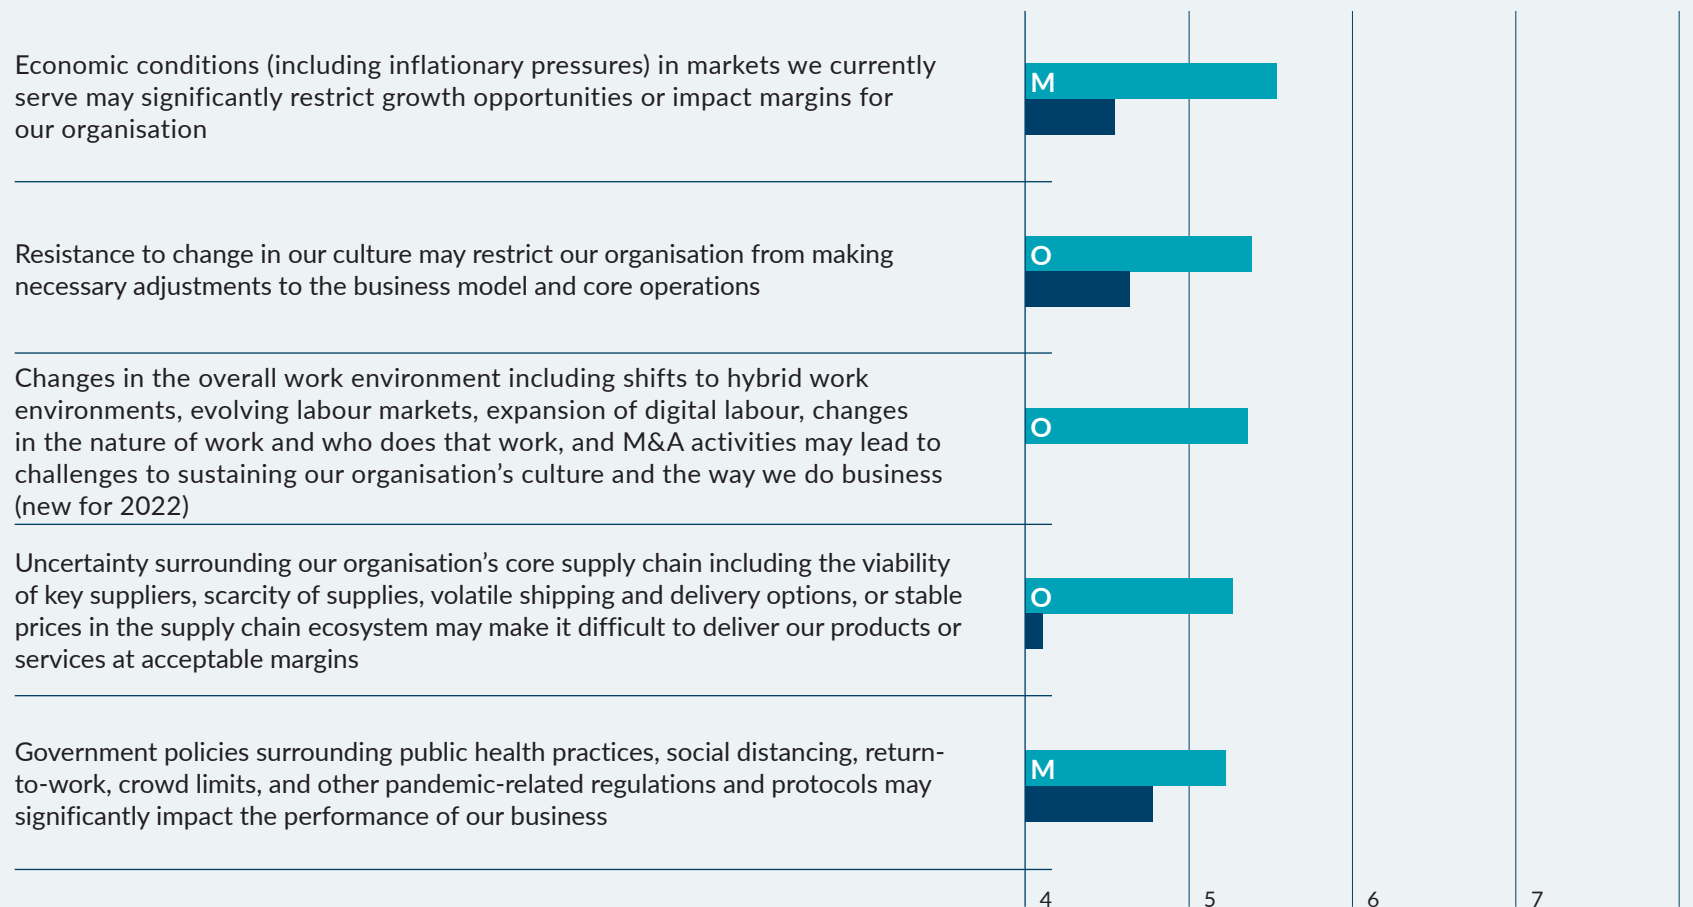 Economic conditions (including inflationary pressures) in markets we currently
serve may significantly restrict growth opportunities or impact margins for
our organisation
M
Resistance to change in our culture may restrict our organisation from making
necessary adjustments to the business model and core operations
O
Changes in the overall work environment including shifts to hybrid work
environments, evolving labour markets, expansion of digital labour, changes
in the nature of work and who does that work, and M&A activities may lead to
challenges to sustaining our organisation’s culture and the way we do business
(new for 2022)
O
Uncertainty surrounding our organisation’s core supply chain including the viability
of key suppliers, scarcity of supplies, volatile shipping and delivery options, or stable
prices in the supply chain ecosystem may make it difficult to deliver our products or
services at acceptable margins
O
Government policies surrounding public health practices, social distancing, return-
to-work, crowd limits, and other pandemic-related regulations and protocols may
significantly impact the performance of our business
M
4 5 6 7